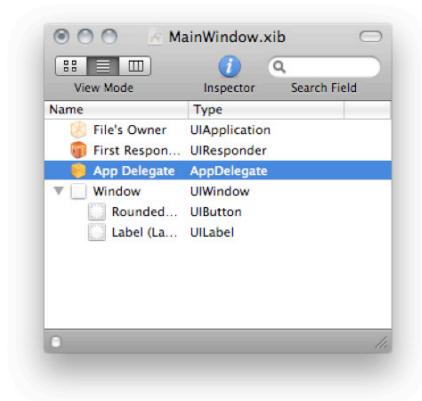 MainWindow.xib
View Mode Inspector Search Field
Name Type
File's Owner UIApplication
First Respon... UIResponder
App Delegate AppDelegate
Window UIWindow
Rounded... UIButton
Label (La... UILabel